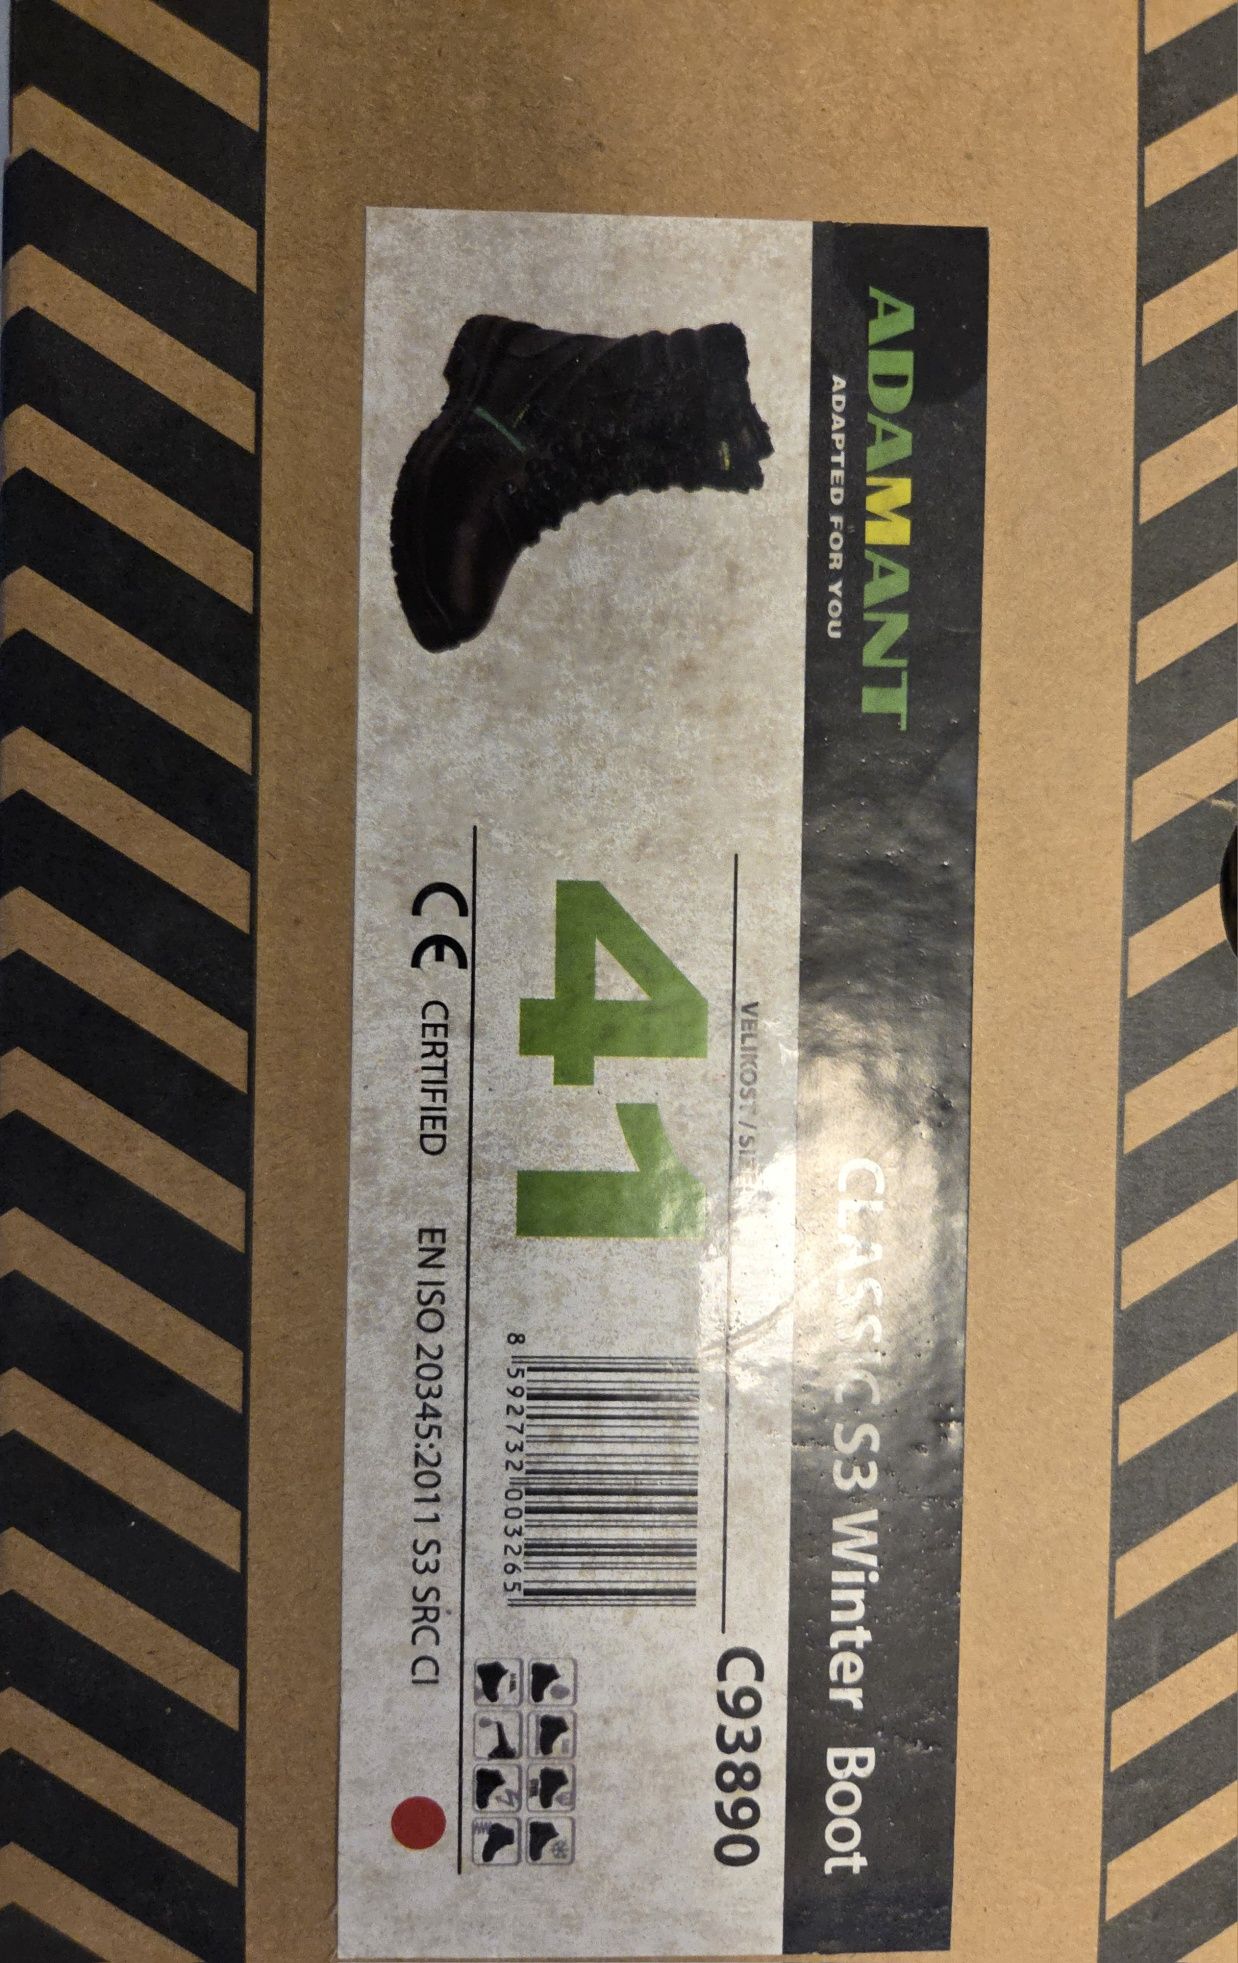 ADAMANT
ADAPTED FOR YOU
CLASSIC S3 Winter Boot
VELIKOST / SIZE
C93890
41
8 592732 003265
CE CERTIFIED EN ISO 20345:2011 S3 SRC CI